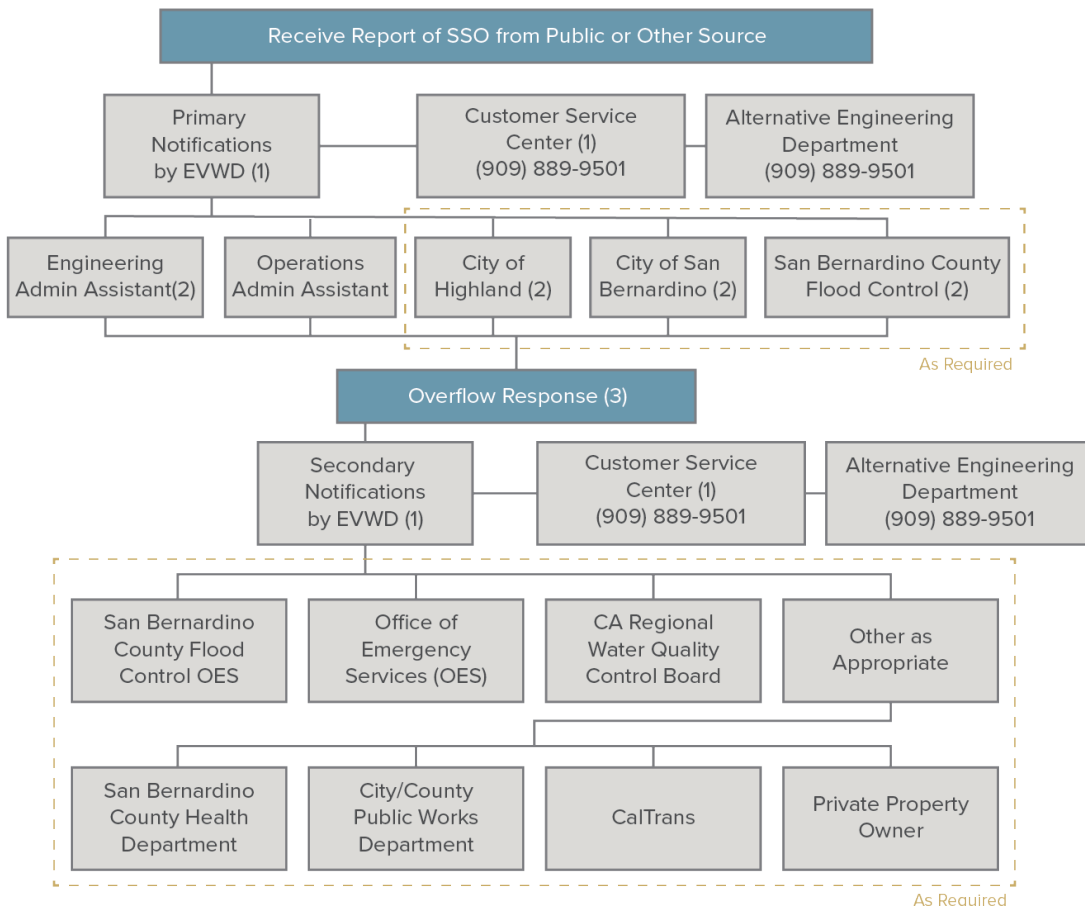 Receive Report of SSO from Public or Other Source
Primary
Notifications
by EVWD (1)
Customer Service
Center (1)
(909) 889-9501
Alternative Engineering
Department
(909) 889-9501
Engineering
Admin Assistant(2)
Operations
Admin Assistant
City of
Highland (2)
City of San
Bernardino (2)
San Bernardino County
Flood Control (2)
As Required
Overflow Response (3)
Secondary
Notifications
by EVWD (1)
Customer Service
Center (1)
(909) 889-9501
Alternative Engineering
Department
(909) 889-9501
San Bernardino
County Flood
Control OES
Office of
Emergency
Services (OES)
CA Regional
Water Quality
Control Board
Other as
Appropriate
San Bernardino
County Health
Department
City/County
Public Works
Department
CalTrans
Private Property
Owner
As Required